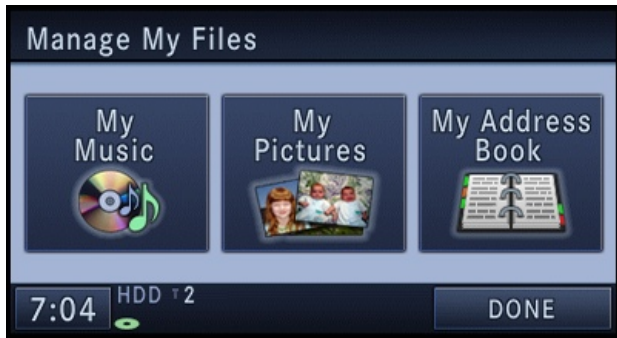 Manage My Files
My
Music
My
Pictures
My Address
Book
7:04
HDD T 2
DONE